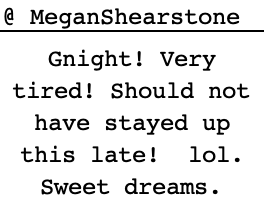 @ MeganShearstone
Gnight! Very
tired! Should not
have stayed up
this late!  lol.
Sweet dreams.